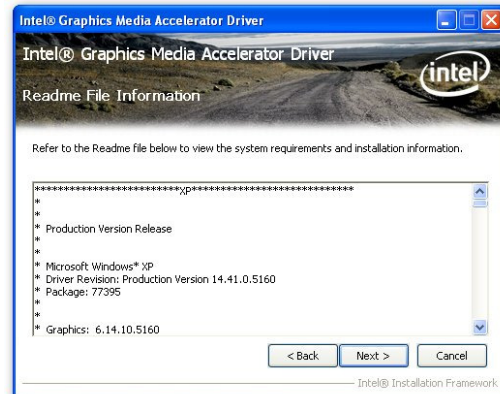 Intel® Graphics Media Accelerator Driver
Intel® Graphics Media Accelerator Driver
intel
Readme File Information
Refer to the Readme file below to view the system requirements and installation information.
*************************XP****************************
*
*
* Production Version Release
*
*
* Microsoft Windows* XP
* Driver Revision: Production Version 14.41.0.5160
* Package: 77395
*
*
* Graphics: 6.14.10.5160
< Back
Next >
Cancel
Intel® Installation Framework